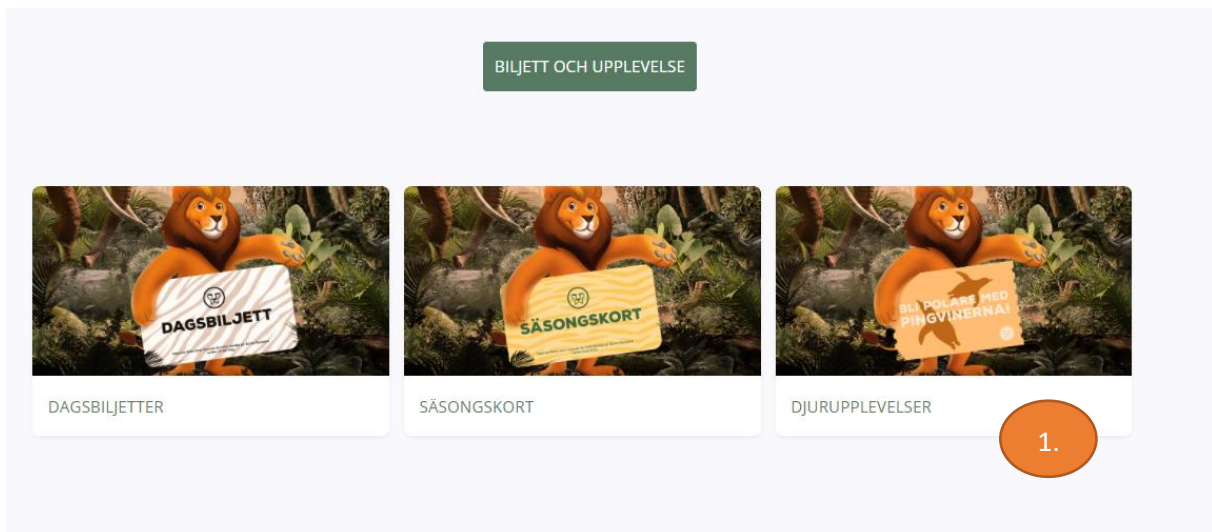 BILJETT OCH UPPLEVELSE
DAGSBILJETT
SÄSONGSKORT
BLI POLARE MED
PINGVINERNA!
DAGSBILJETTER
SÄSONGSKORT
DJURUPPLEVELSER
1.